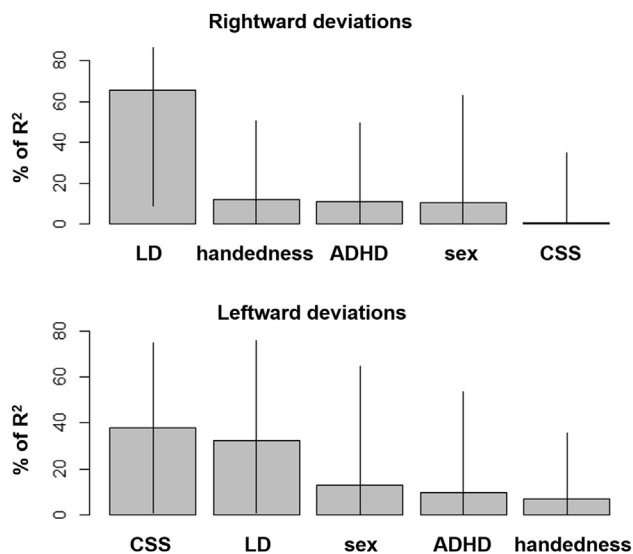 Rightward deviations
% of R²
80
60
40
20
0
LD handedness ADHD sex CSS
Leftward deviations
% of R²
80
60
40
20
0
CSS LD sex ADHD handedness